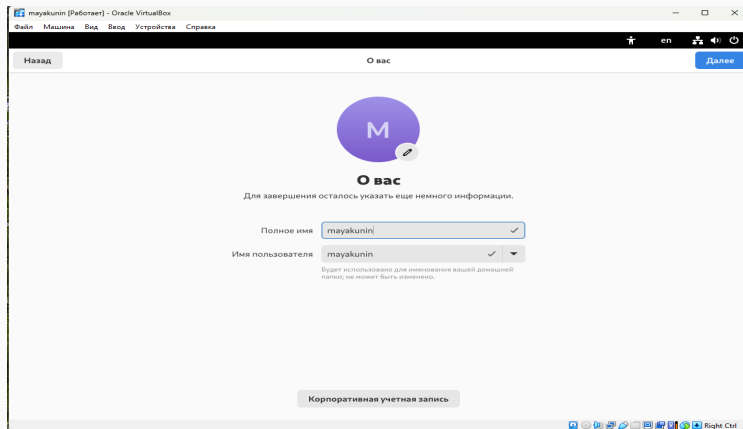 mayakunin [Работает] - Oracle VirtualBox
Файл Машина Вид Ввод Устройства Справка
en
Назад О вас Далее
M
О вас
Для завершения осталось указать еще немного информации.
Полное имя mayakunin
Имя пользователя mayakunin
Будет использовано для именования вашей домашней
папки; не может быть изменено.
Корпоративная учетная запись
Right Ctrl